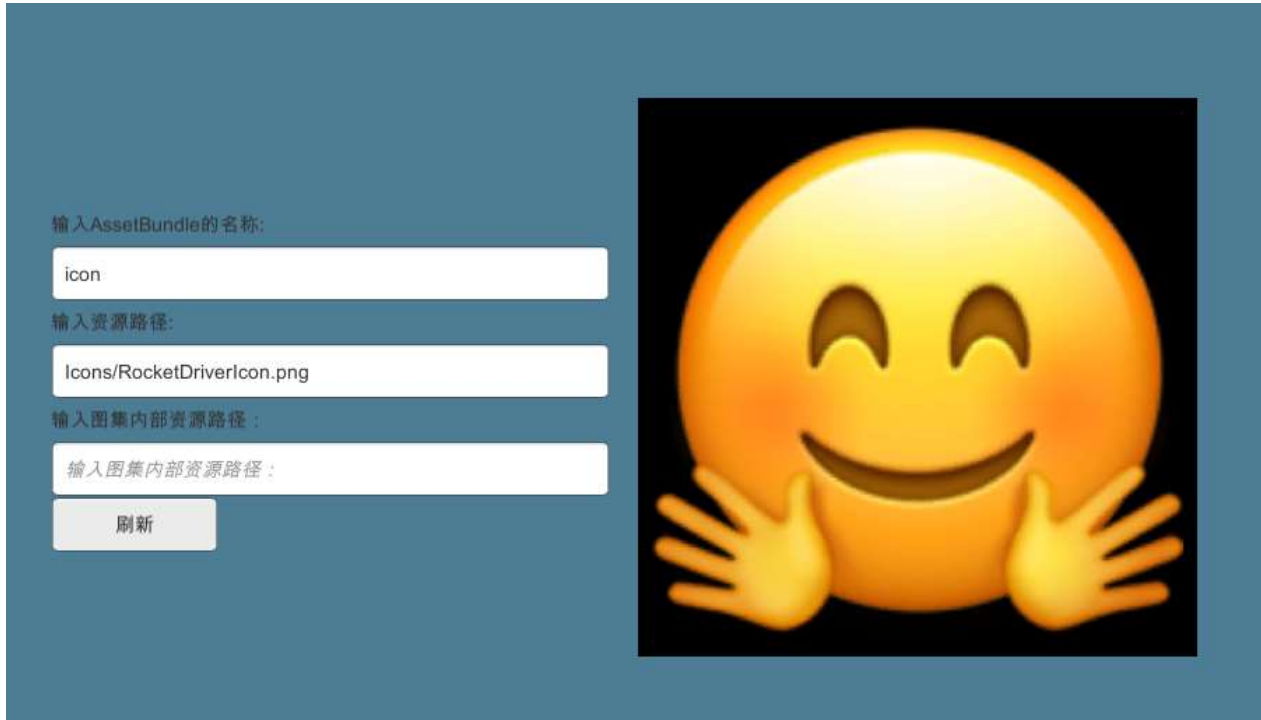 输入AssetBundle的名称:
icon
输入资源路径:
Icons/RocketDriverIcon.png
输入图集内部资源路径：
输入图集内部资源路径：
刷新